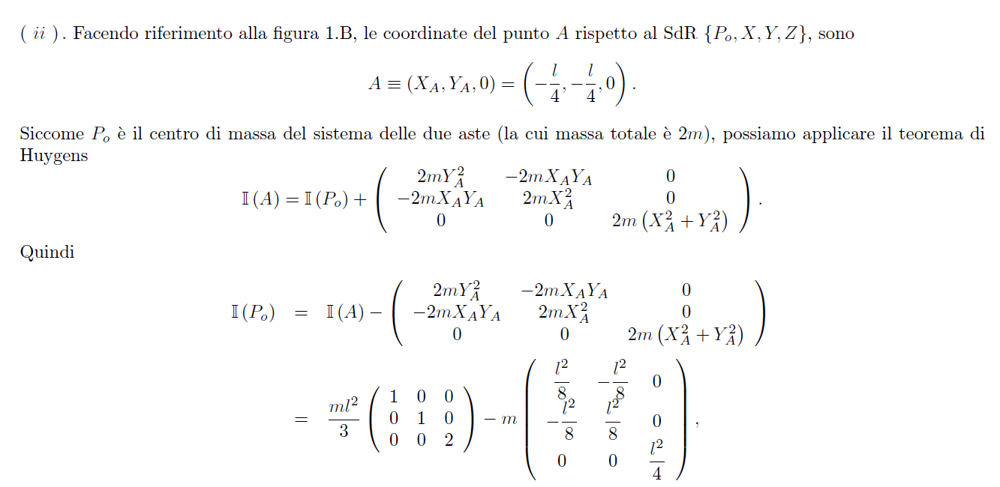 ( ii ). Facendo riferimento alla figura 1.B, le coordinate del punto A rispetto al SdR {P_o, X, Y, Z}, sono
A ≡ (X_A, Y_A, 0) = (−l/4, −l/4, 0).
Siccome P_o è il centro di massa del sistema delle due aste (la cui massa totale è 2m), possiamo applicare il teorema di
Huygens
𝕀(A) = 𝕀(P_o) + ( 2mY_A^2 −2mX_AY_A 0
−2mX_AY_A 2mX_A^2 0
0 0 2m(X_A^2 + Y_A^2) ).
Quindi
𝕀(P_o) = 𝕀(A) − ( 2mY_A^2 −2mX_AY_A 0
−2mX_AY_A 2mX_A^2 0
0 0 2m(X_A^2 + Y_A^2) )
= ml^2/3 ( 1 0 0
0 1 0
0 0 2 ) − m ( l^2/8 −l^2/8 0
−l^2/8 l^2/8 0
0 0 l^2/4 ),